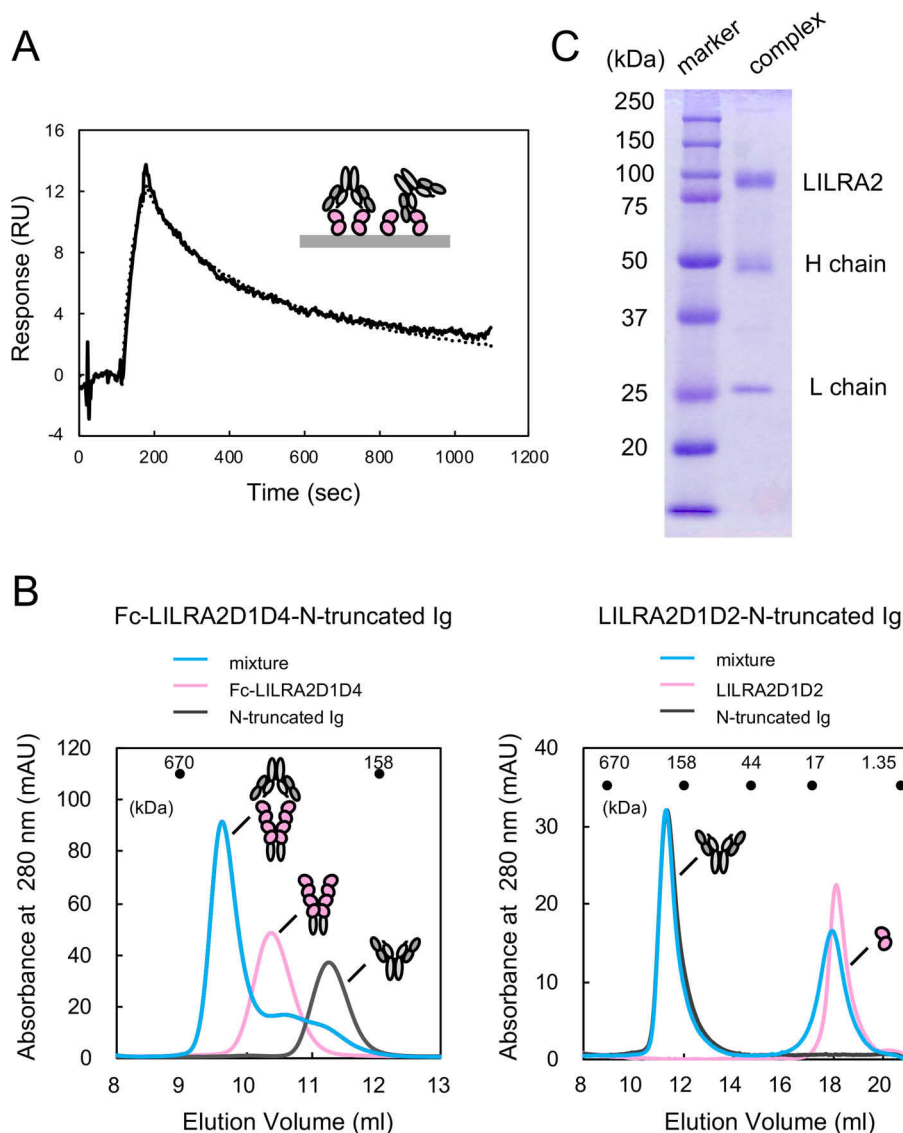 A
Response (RU)
16
12
8
4
0
-4
0 200 400 600 800 1000 1200
Time (sec)
C
(kDa) marker complex
250
150
100
75
50
37
25
20
LILRA2
H chain
L chain
B
Fc-LILRA2D1D4-N-truncated Ig
mixture
Fc-LILRA2D1D4
N-truncated Ig
Absorbance at 280 nm (mAU)
120
100
80
60
40
20
0
670 158
(kDa)
8 9 10 11 12 13
Elution Volume (ml)
LILRA2D1D2-N-truncated Ig
mixture
LILRA2D1D2
N-truncated Ig
Absorbance at 280 nm (mAU)
40
30
20
10
0
670 158 44 17 1.35
(kDa)
8 10 12 14 16 18 20
Elution Volume (ml)